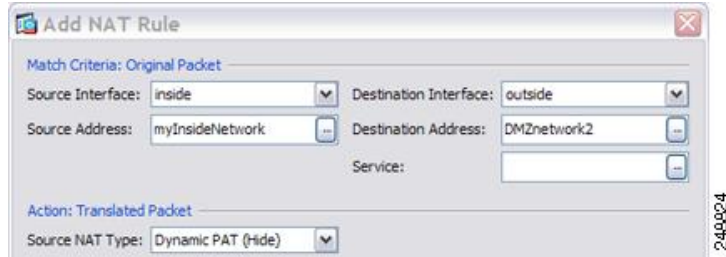 Add NAT Rule
Match Criteria: Original Packet
Source Interface: inside Destination Interface: outside
Source Address: myInsideNetwork ... Destination Address: DMZnetwork2 ...
Service: ...
Action: Translated Packet
Source NAT Type: Dynamic PAT (Hide)
248824